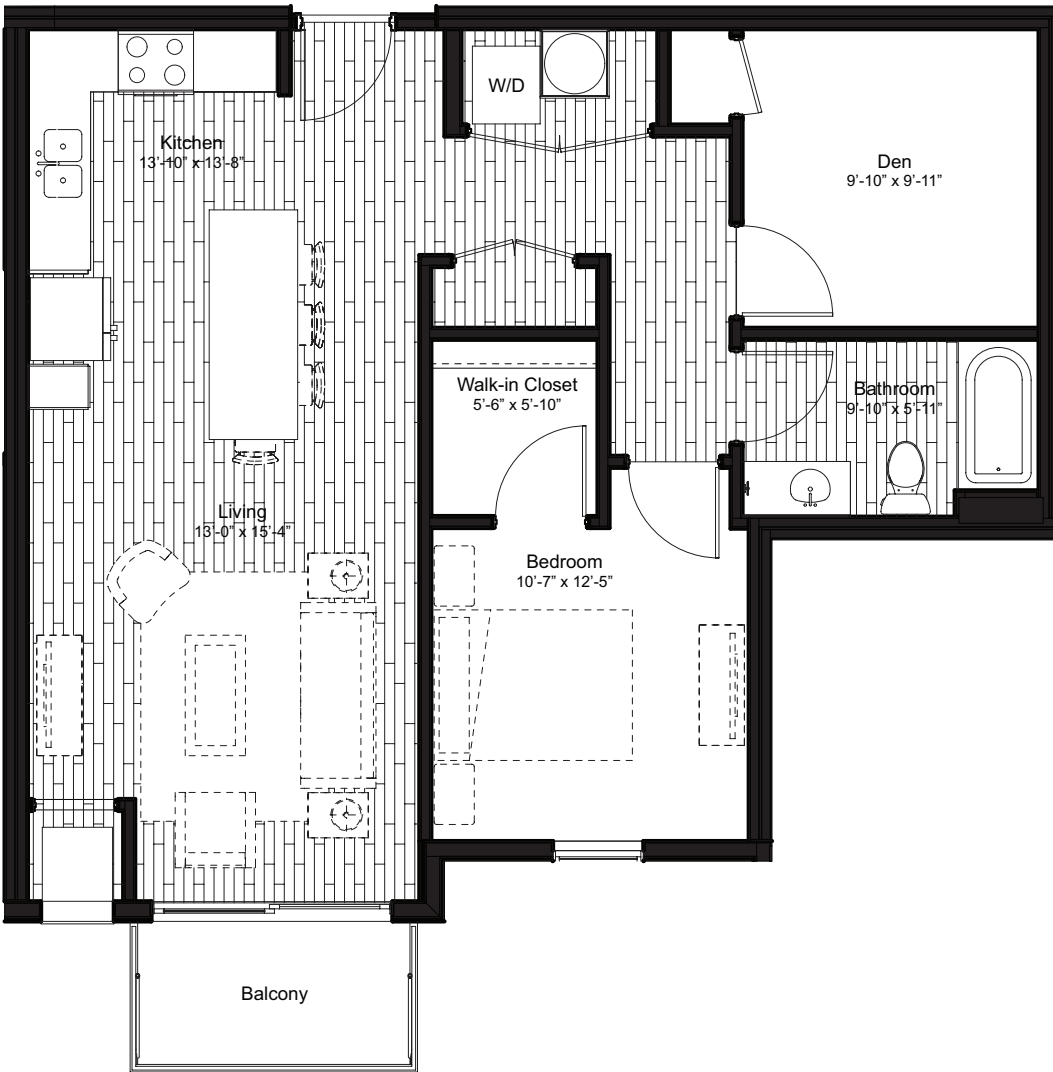 W/D
Kitchen
13'-10" x 13'-8"
Den
9'-10" x 9'-11"
Walk-in Closet
5'-6" x 5'-10"
Bathroom
9'-10" x 5'-11"
Living
13'-0" x 15'-4"
Bedroom
10'-7" x 12'-5"
Balcony